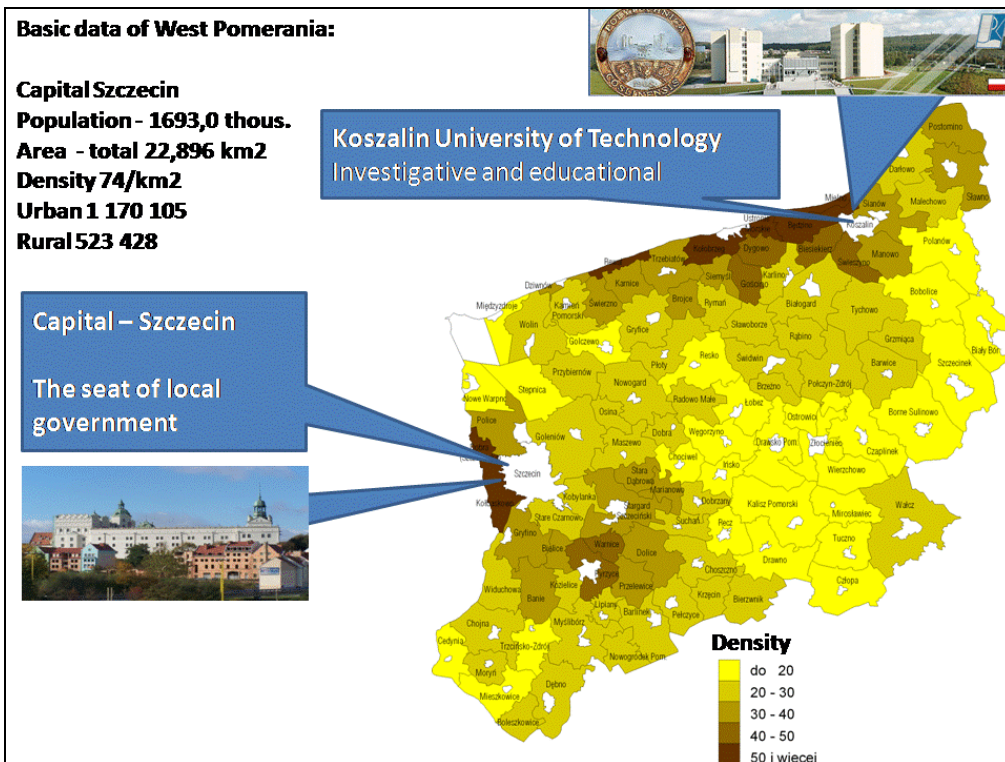 Basic data of West Pomerania:
Capital Szczecin
Population - 1693,0 thous.
Area - total 22,896 km2
Density 74/km2
Urban 1 170 105
Rural 523 428
Koszalin University of Technology
Investigative and educational
Capital – Szczecin
The seat of local
government
Postomino
Darłowo
Sławno
Malechowo
Sianów
Koszalin
Będzino
Biesiekierz
Manowo
Świeszyno
Polanów
Kołobrzeg
Dygowo
Gościno
Karlino
Siemyśl
Trzebiatów
Karnice
Brojce
Rymań
Białogard
Tychowo
Bobolice
Dziwnów
Międzyzdroje
Kamień
Pomorski
Świerzno
Wolin
Golczewo
Gryfice
Sławoborze
Rąbino
Grzmiąca
Szczecinek
Biały Bór
Płoty
Resko
Świdwin
Barwice
Przybiernów
Stepnica
Nowogard
Radowo Małe
Brzeżno
Połczyn-Zdrój
Nowe Warpno
Łobez
Ostrowice
Borne Sulinowo
Police
Osina
Goleniów
Maszewo
Dobra
Węgorzyno
Drawsko Pom.
Złocieniec
Czaplinek
Chociwel
Wierzchowo
Szczecin
Stara
Dąbrowa
Marianowo
Ińsko
Kobylanka
Stargard
Szczeciński
Dobrzany
Kalisz Pomorski
Mirosławiec
Wałcz
Stare Czarnowo
Suchań
Recz
Gryfino
Bielice
Warnice
Dolice
Drawno
Tuczno
Człopa
Widuchowa
Banie
Kozielice
Pyrzyce
Przelewice
Choszczno
Krzęcin
Bierzwnik
Lipiany
Barlinek
Pełczyce
Chojna
Myślibórz
Cedynia
Trzcińsko-Zdrój
Nowogródek Pom.
Moryń
Mieszkowice
Dębno
Boleszkowice
Density
do 20
20 - 30
30 - 40
40 - 50
50 i więcej